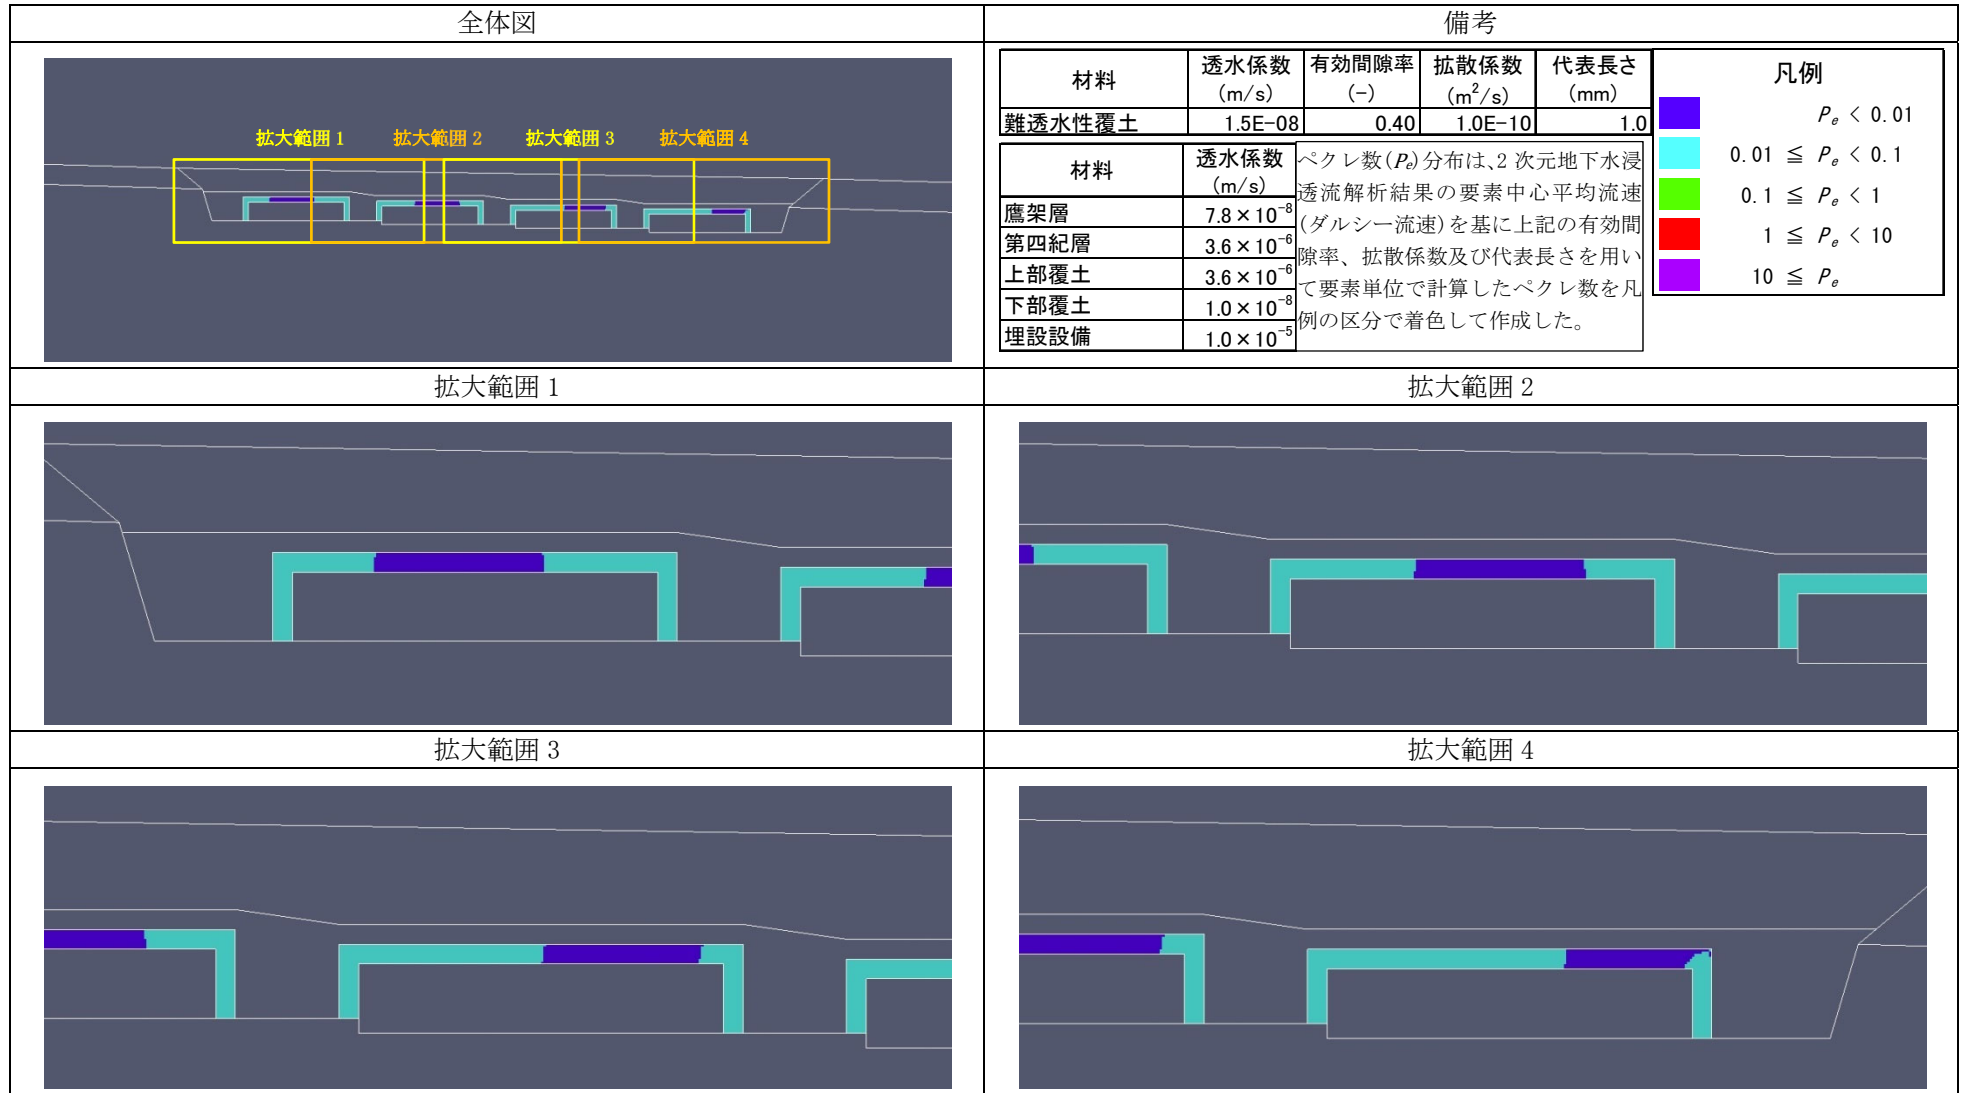 全体図
拡大範囲 1
拡大範囲 2
拡大範囲 3
拡大範囲 4
備考
材料 透水係数 (m/s) 有効間隙率 (-) 拡散係数 (m²/s) 代表長さ (mm)
難透水性覆土 1.5E-08 0.40 1.0E-10 1.0
材料 透水係数 (m/s)
鷹架層 7.8×10⁻⁸
第四紀層 3.6×10⁻⁶
上部覆土 3.6×10⁻⁶
下部覆土 1.0×10⁻⁸
埋設設備 1.0×10⁻⁵
ペクレ数(Pe)分布は、2 次元地下水浸
透流解析結果の要素中心平均流速
(ダルシー流速)を基に上記の有効間
隙率、拡散係数及び代表長さを用い
て要素単位で計算したペクレ数を凡
例の区分で着色して作成した。
凡例
Pe < 0.01
0.01 ≦ Pe < 0.1
0.1 ≦ Pe < 1
1 ≦ Pe < 10
10 ≦ Pe
拡大範囲 1
拡大範囲 2
拡大範囲 3
拡大範囲 4